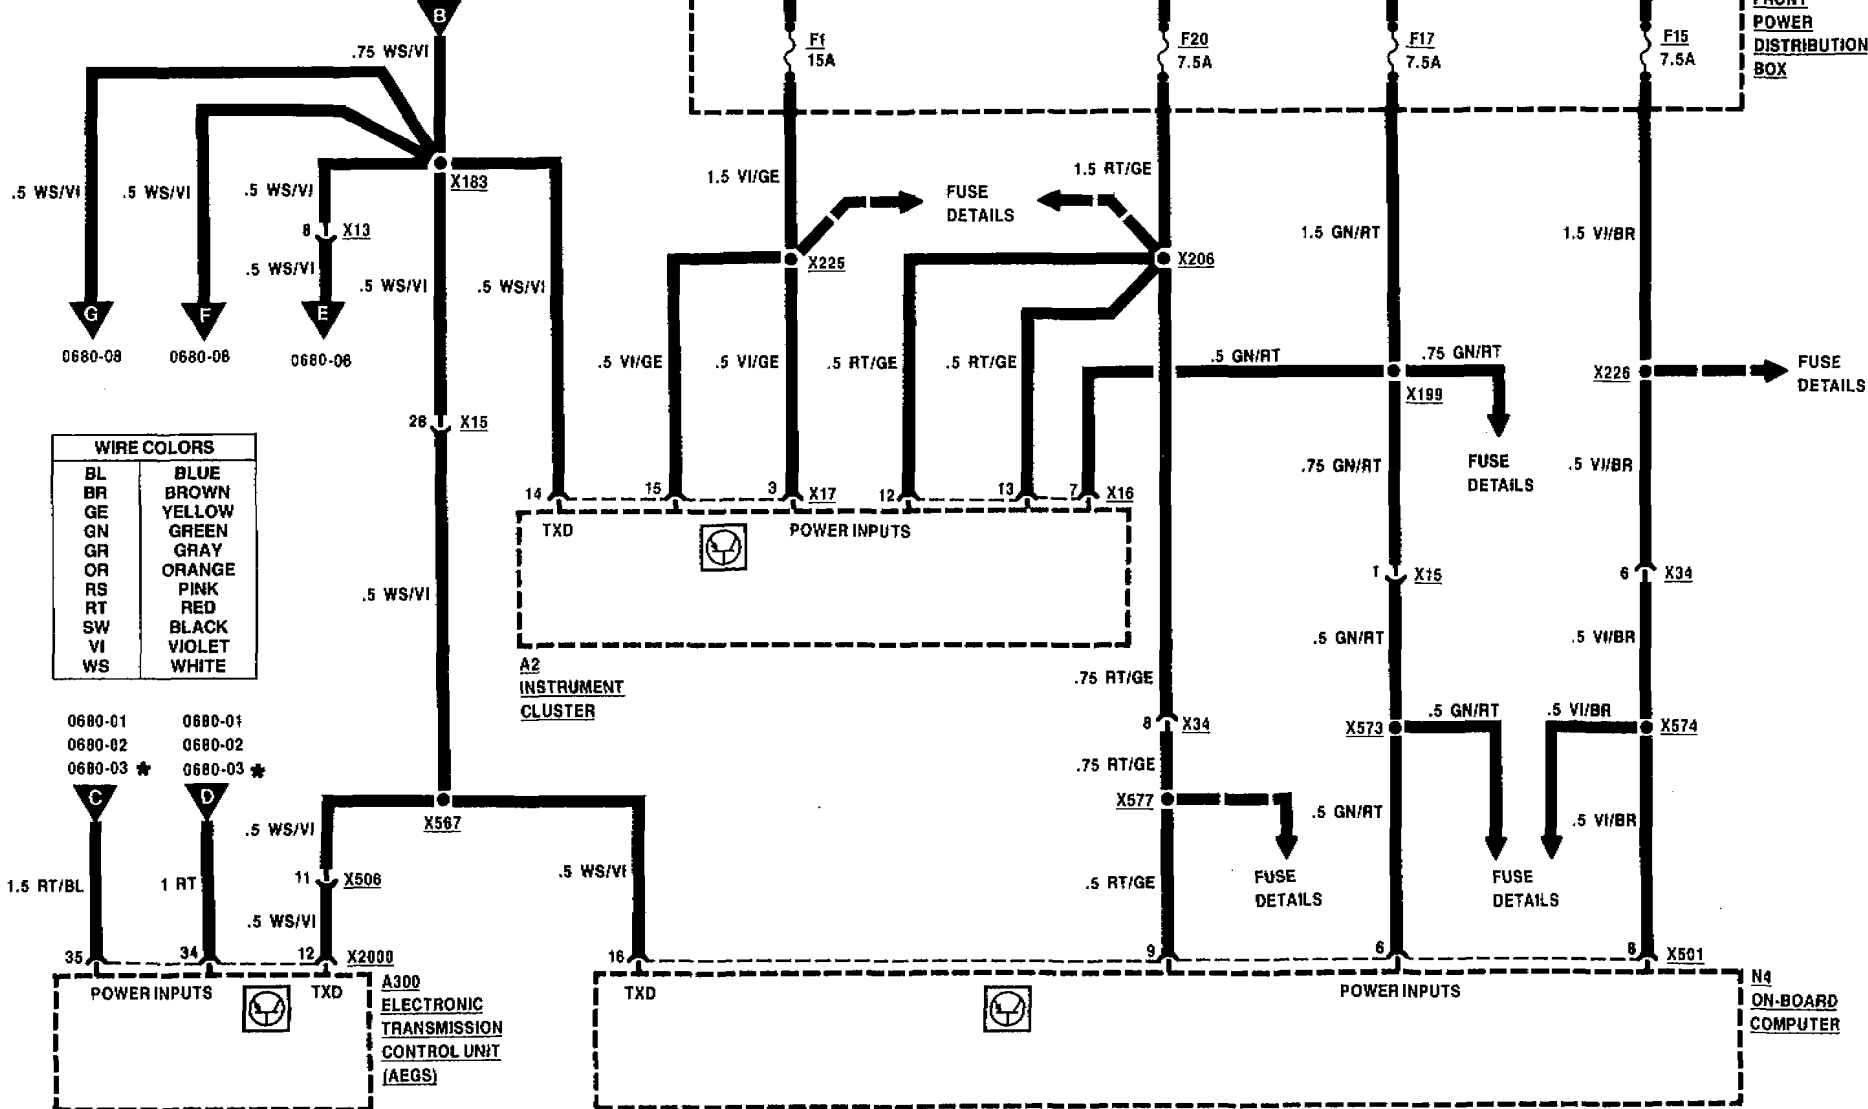 B
FRONT
POWER
DISTRIBUTION
BOX
F1
15A
F20
7.5A
F17
7.5A
F15
7.5A
.75 WS/VI
.5 WS/VI
.5 WS/VI
.5 WS/VI
X183
8
X13
.5 WS/VI
.5 WS/VI
.5 WS/VI
G
F
E
0680-08
0680-08
0680-06
1.5 VI/GE
FUSE
DETAILS
1.5 RT/GE
X225
X206
1.5 GN/RT
1.5 VI/BR
.5 VI/GE
.5 VI/GE
.5 RT/GE
.5 RT/GE
.5 GN/RT
.75 GN/RT
X199
X226
FUSE
DETAILS
FUSE
DETAILS
.75 GN/RT
.5 VI/BR
26
X15
WIRE COLORS
BL BLUE
BR BROWN
GE YELLOW
GN GREEN
GR GRAY
OR ORANGE
RS PINK
RT RED
SW BLACK
VI VIOLET
WS WHITE
14
15
3
X17
12
13
7
X16
TXD
POWER INPUTS
A2
INSTRUMENT
CLUSTER
.5 WS/VI
1
X15
6
X34
.5 GN/RT
.5 VI/BR
.75 RT/GE
8
X34
.75 RT/GE
X577
X573
.5 GN/RT
.5 VI/BR
X574
.5 GN/RT
.5 VI/BR
FUSE
DETAILS
FUSE
DETAILS
.5 RT/GE
0680-01
0680-02
0680-03 *
0680-01
0680-02
0680-03 *
C
D
X567
.5 WS/VI
11
X506
.5 WS/VI
.5 WS/VI
1.5 RT/BL
1 RT
35
34
12
X2000
POWER INPUTS
TXD
A300
ELECTRONIC
TRANSMISSION
CONTROL UNIT
(AEGS)
16
9
6
8
X501
TXD
POWER INPUTS
N4
ON-BOARD
COMPUTER